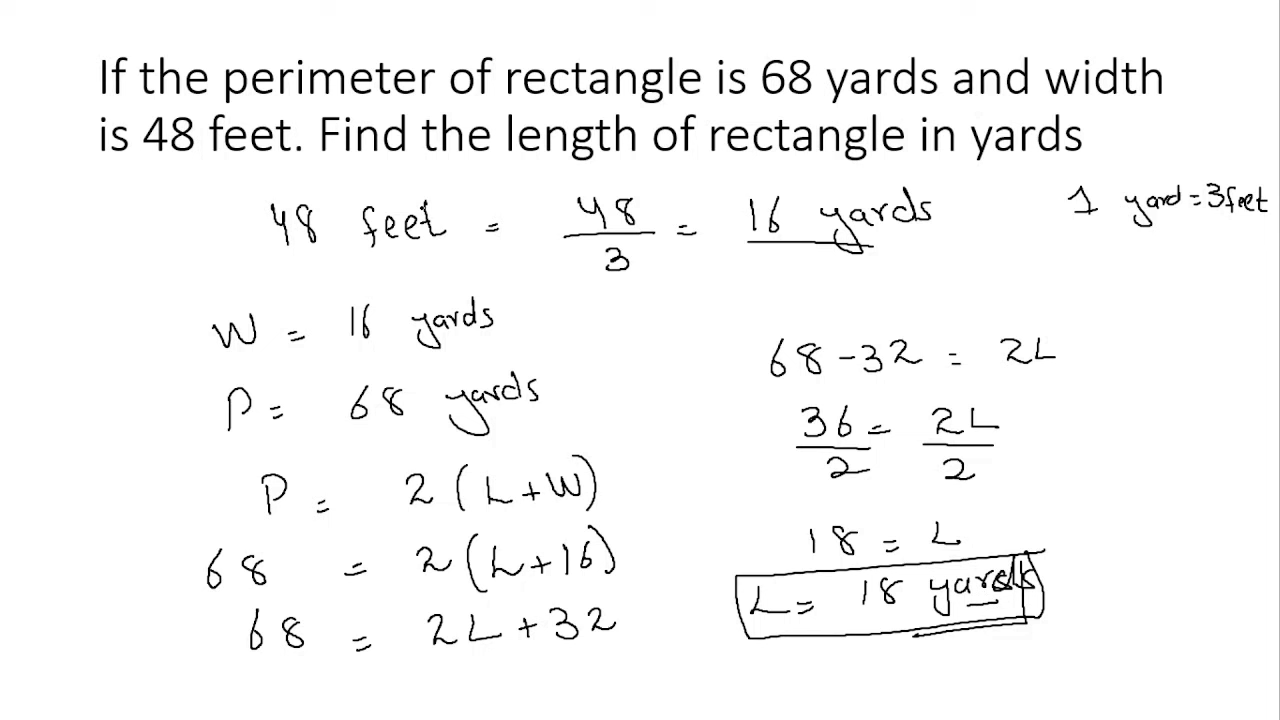 If the perimeter of rectangle is 68 yards and width
is 48 feet. Find the length of rectangle in yards
48 feet = 48/3 = 16 yards
1 yard = 3 feet
W = 16 yards
P = 68 yards
P = 2 (L + W)
68 = 2 (L + 16)
68 = 2L + 32
68 - 32 = 2L
36/2 = 2L/2
18 = L
L = 18 yards